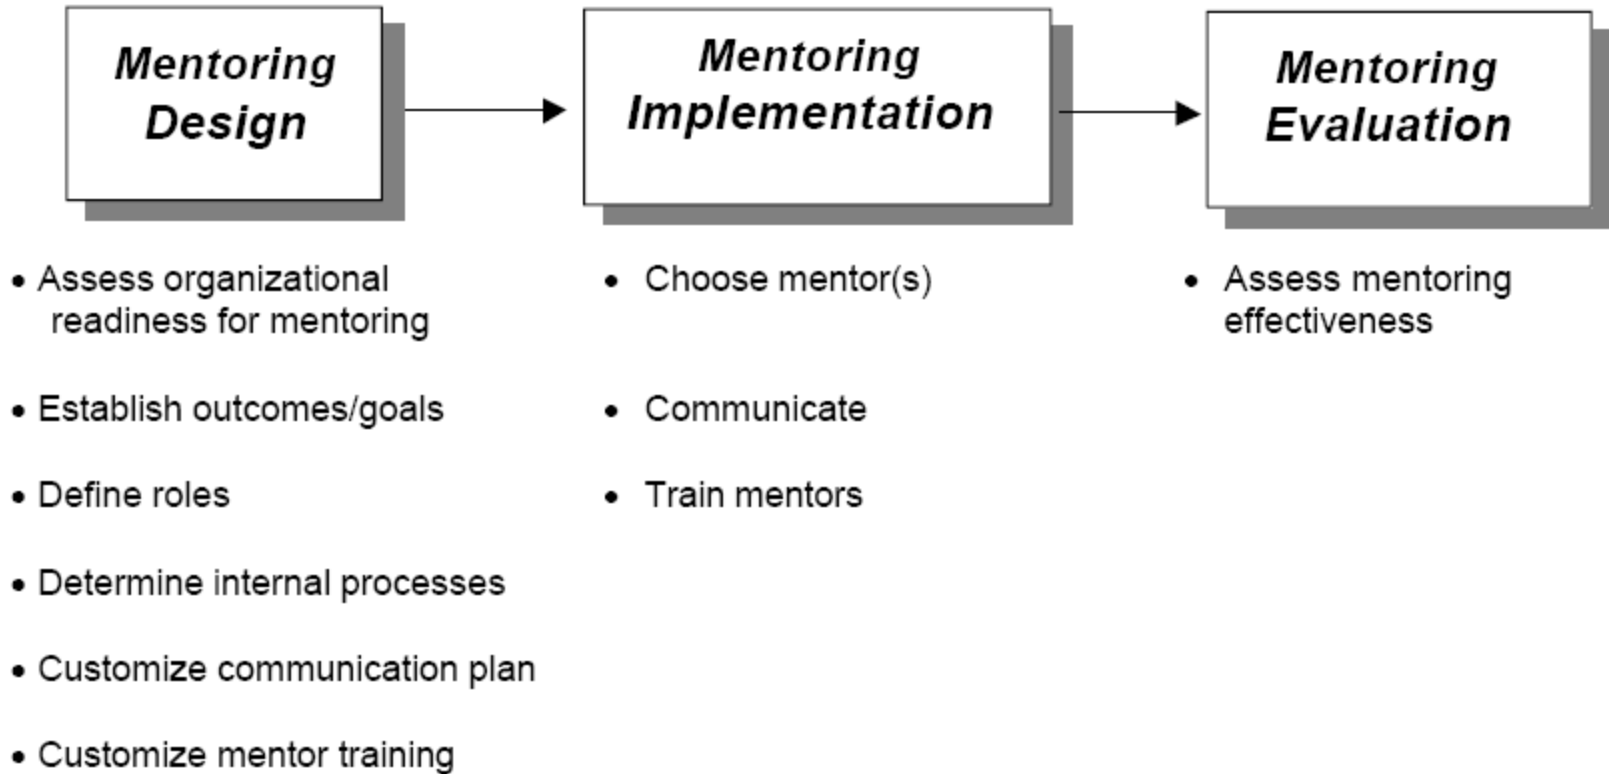 Mentoring
Design
Mentoring
Implementation
Mentoring
Evaluation
• Assess organizational
readiness for mentoring
• Establish outcomes/goals
• Define roles
• Determine internal processes
• Customize communication plan
• Customize mentor training
• Choose mentor(s)
• Communicate
• Train mentors
• Assess mentoring
effectiveness